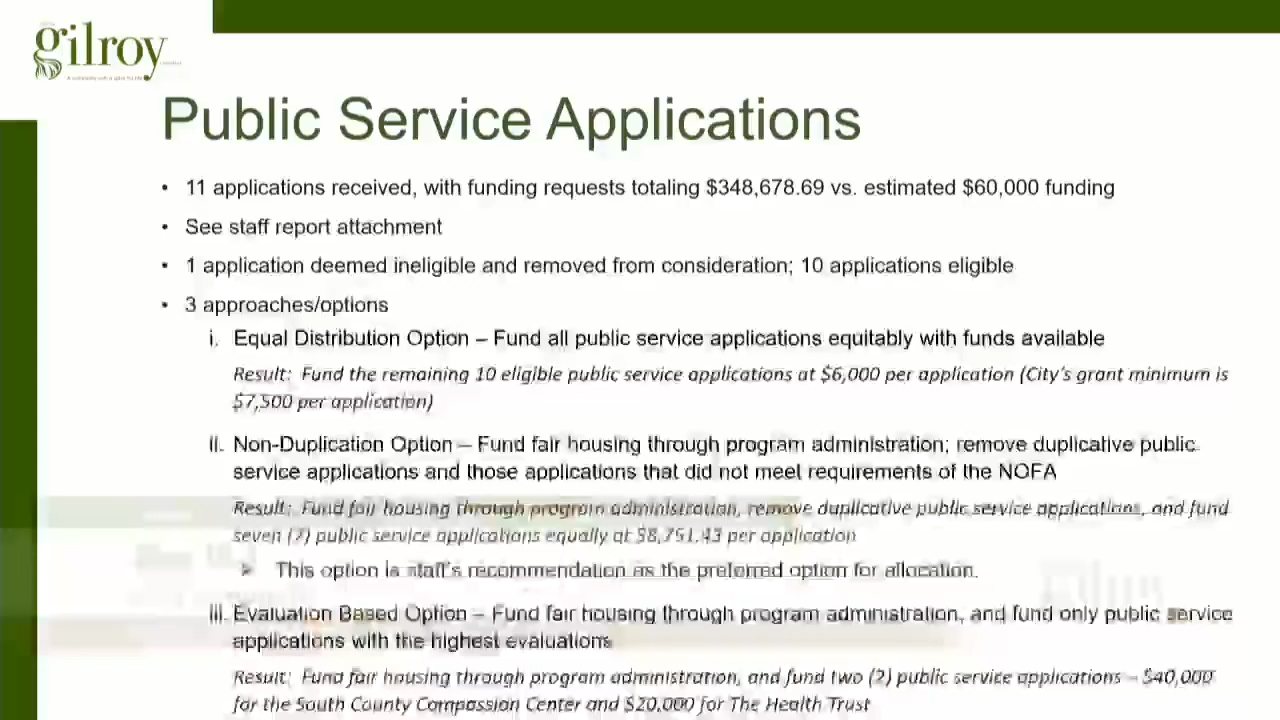 gilroy
Public Service Applications
• 11 applications received, with funding requests totaling $348,678.69 vs. estimated $60,000 funding
• See staff report attachment
• 1 application deemed ineligible and removed from consideration; 10 applications eligible
• 3 approaches/options
i. Equal Distribution Option – Fund all public service applications equitably with funds available
Result: Fund the remaining 10 eligible public service applications at $6,000 per application (City's grant minimum is
$7,500 per application)
ii. Non-Duplication Option – Fund fair housing through program administration; remove duplicative public
service applications and those applications that did not meet requirements of the NOFA
Result: Fund fair housing through program administration, remove duplicative public service applications, and fund
seven (7) public service applications equally at $8,751.43 per application
➤ This option is staff's recommendation as the preferred option for allocation.
iii. Evaluation Based Option – Fund fair housing through program administration, and fund only public service
applications with the highest evaluations
Result: Fund fair housing through program administration, and fund two (2) public service applications – $40,000
for the South County Compassion Center and $20,000 for The Health Trust